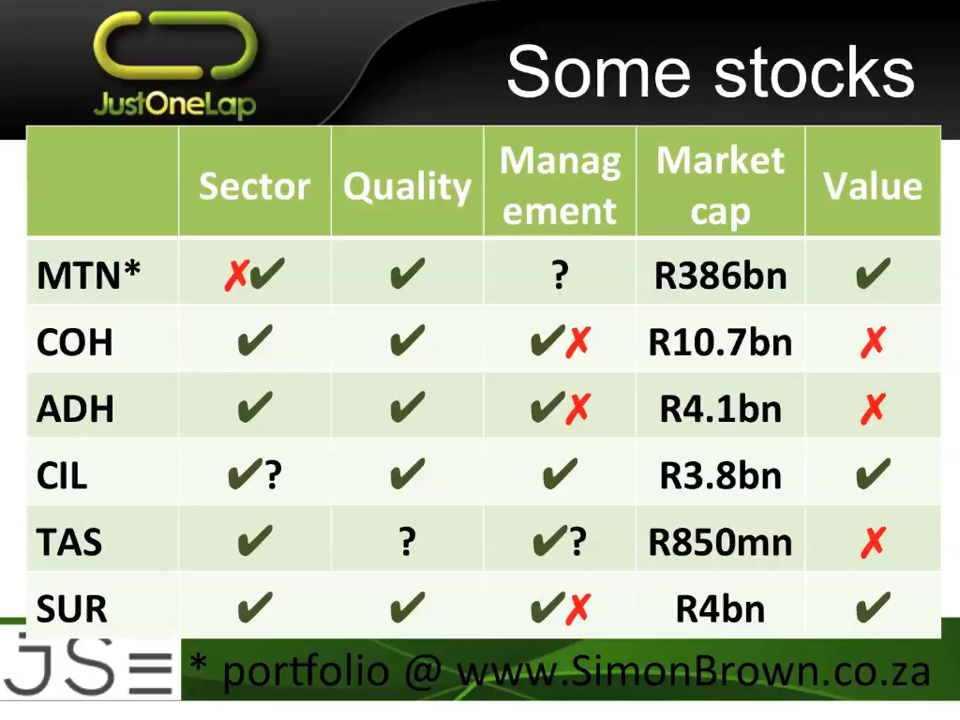 JustOneLap
Some stocks
Sector Quality Manag Market Value
ement cap
MTN* ✗✔ ✔ ? R386bn ✔
COH ✔ ✔ ✔✗ R10.7bn ✗
ADH ✔ ✔ ✔✗ R4.1bn ✗
CIL ✔? ✔ ✔ R3.8bn ✔
TAS ✔ ? ✔? R850mn ✗
SUR ✔ ✔ ✔✗ R4bn ✔
JSE * portfolio @ www.SimonBrown.co.za